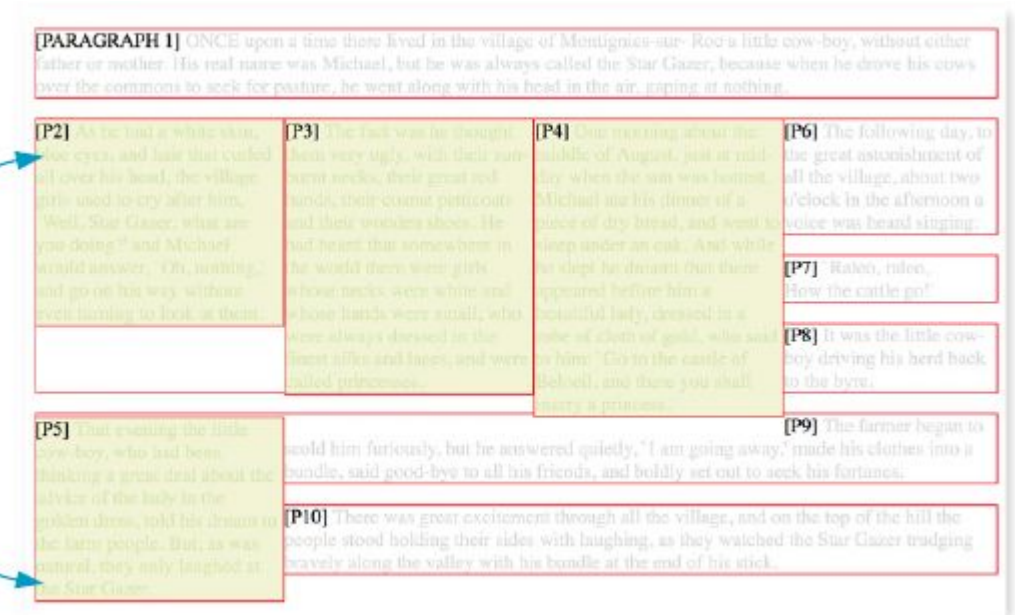 [PARAGRAPH 1] ONCE upon a time there lived in the village of Montignies-sur- Roc a little cow-boy, without either
father or mother. His real name was Michael, but he was always called the Star Gazer, because when he drove his cows
over the commons to seek for pasture, he went along with his head in the air, gaping at nothing.
[P2] As he had a white skin,
blue eyes, and hair that curled
all over his head, the village
girls used to cry after him,
`Well, Star Gazer, what are
you doing?' and Michael
would answer, `Oh, nothing,'
and go on his way without
even turning to look at them.
[P3] The fact was he thought
them very ugly, with their sun-
burnt necks, their great red
hands, their coarse petticoats
and their wooden shoes. He
had heard that somewhere in
the world there were girls
whose necks were white and
whose hands were small, who
were always dressed in the
finest silks and laces, and were
called princesses.
[P4] One morning about the
middle of August, just at mid-
day when the sun was hottest,
Michael ate his dinner of a
piece of dry bread, and went to
sleep under an oak. And while
he slept he dreamt that there
appeared before him a
beautiful lady, dressed in a
robe of cloth of gold, who said
to him: `Go to the castle of
Beloeil, and there you shall
marry a princess.
[P5] That evening the little
cow-boy, who had been
thinking a great deal about the
advice of the lady in the
golden dress, told his dream to
the farm people. But, as was
natural, they only laughed at
the Star Gazer.
[P6] The following day, to
the great astonishment of
all the village, about two
o'clock in the afternoon a
voice was heard singing:
[P7] `Raleo, raleo,
How the cattle go!'
[P8] It was the little cow-
boy driving his herd back
to the byre.
[P9] The farmer began to
scold him furiously, but he answered quietly, `I am going away,' made his clothes into a
bundle, said good-bye to all his friends, and boldly set out to seek his fortunes.
[P10] There was great excitement through all the village, and on the top of the hill the
people stood holding their sides with laughing, as they watched the Star Gazer trudging
bravely along the valley with his bundle at the end of his stick.